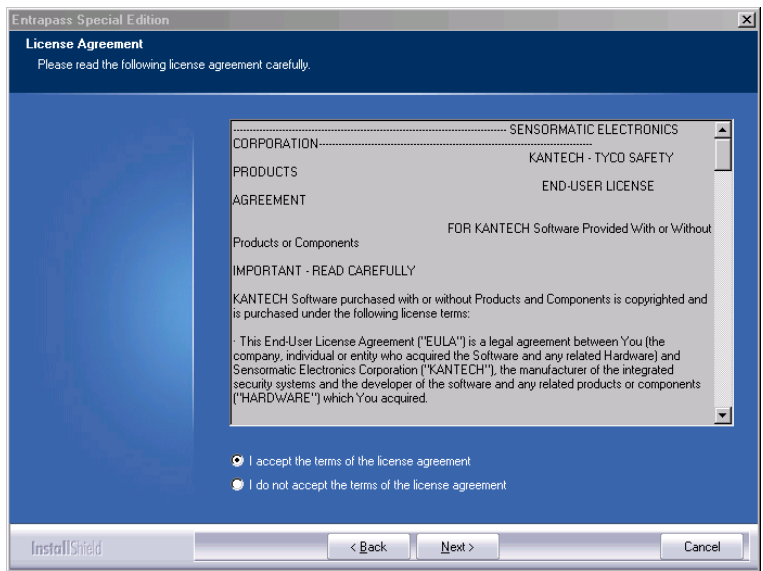 Entrapass Special Edition
License Agreement
Please read the following license agreement carefully.
------------------------------------------------------------------------------------------- SENSORMATIC ELECTRONICS
CORPORATION-------------------------------------------------------------------------------------------
KANTECH - TYCO SAFETY
PRODUCTS
END-USER LICENSE
AGREEMENT
FOR KANTECH Software Provided With or Without
Products or Components
IMPORTANT - READ CAREFULLY
KANTECH Software purchased with or without Products and Components is copyrighted and
is purchased under the following license terms:
· This End-User License Agreement ("EULA") is a legal agreement between You (the
company, individual or entity who acquired the Software and any related Hardware) and
Sensormatic Electronics Corporation ("KANTECH"), the manufacturer of the integrated
security systems and the developer of the software and any related products or components
("HARDWARE") which You acquired.
I accept the terms of the license agreement
I do not accept the terms of the license agreement
InstallShield
< Back
Next >
Cancel